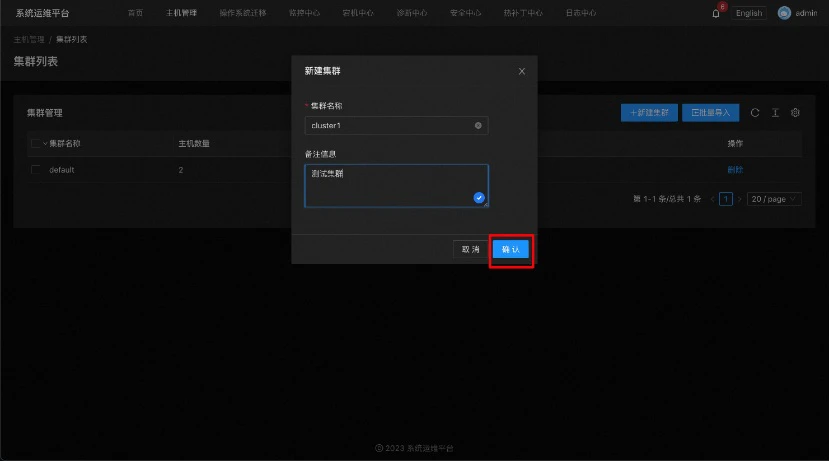 系统运维平台 首页 主机管理 操作系统迁移 监控中心 宕机中心 诊断中心 安全中心 热补丁中心 日志中心 6 English admin
主机管理 / 集群列表
集群列表
新建集群
集群管理 +新建集群 批量导入
* 集群名称
cluster1
集群名称 主机数量 操作
备注信息
default 2 删除
测试集群
第 1-1 条/总共 1 条 1 20 / page
取消 确认
© 2023 系统运维平台